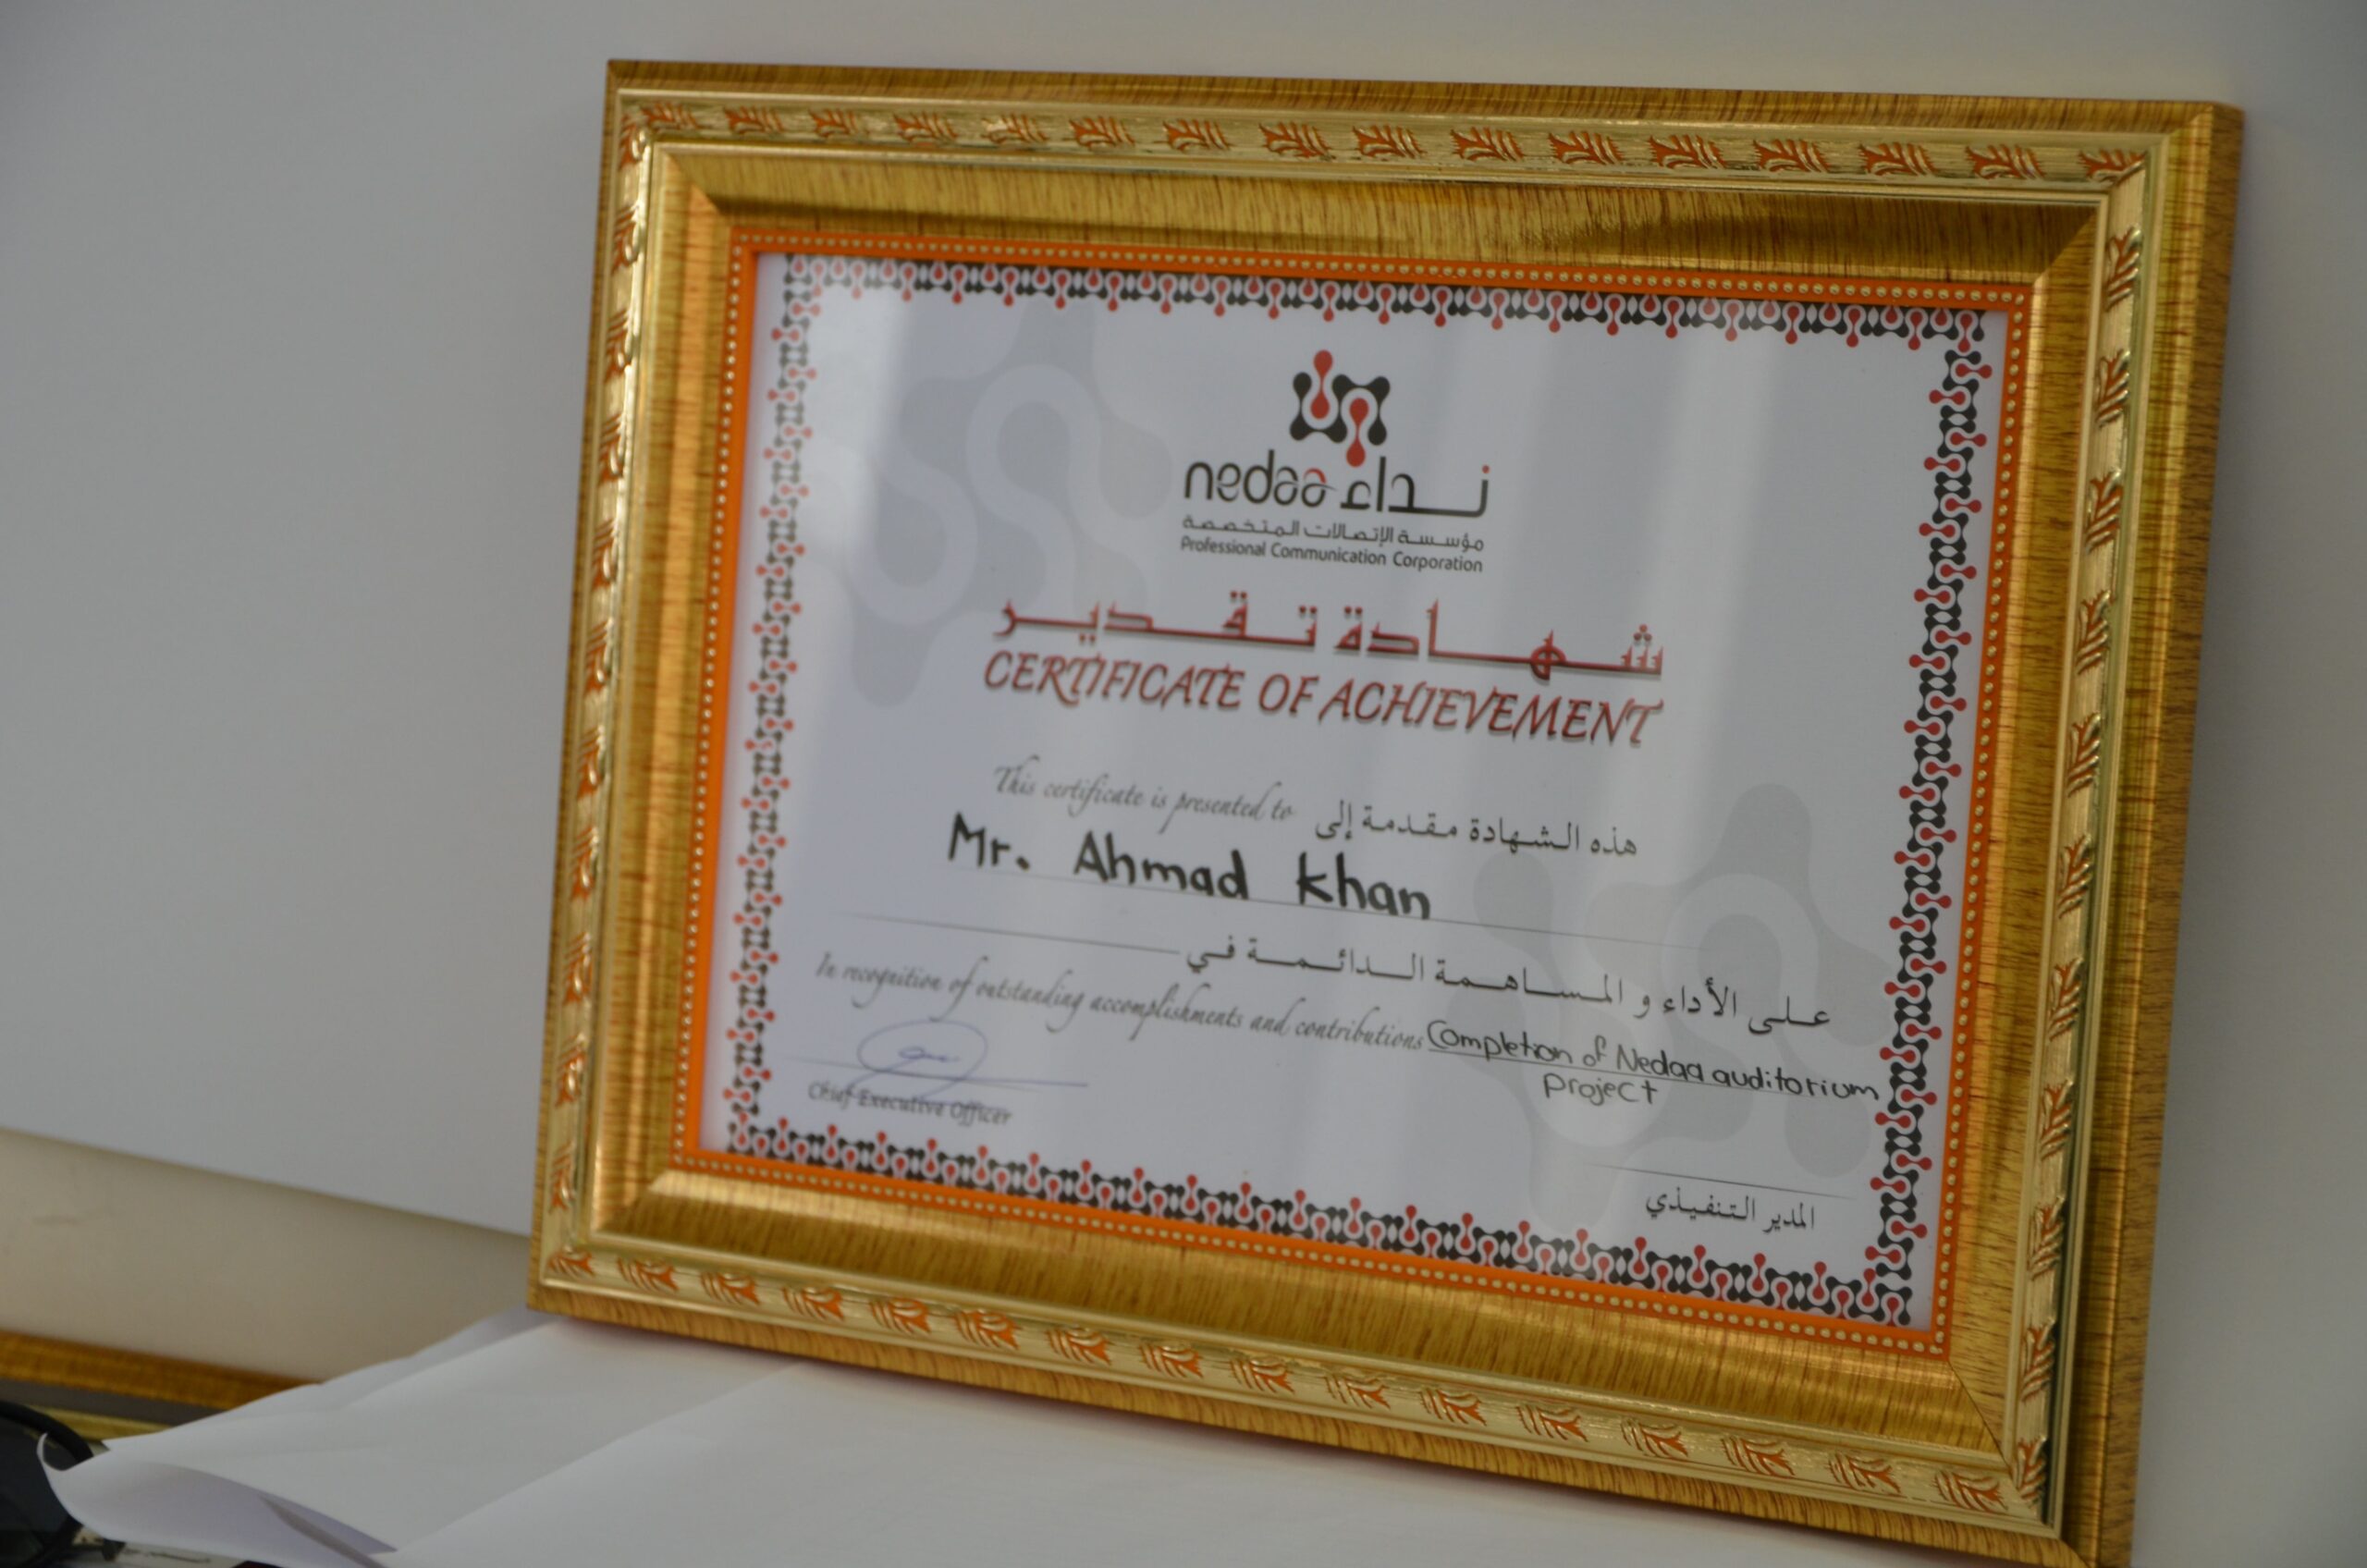 nedaa نداء
مؤسسة الإتصالات المتخصصة
Professional Communication Corporation
شهادة تقدير
CERTIFICATE OF ACHIEVEMENT
This certificate is presented to هذه الشهادة مقدمة إلى
Mr. Ahmad Khan
على الأداء و المساهمة الدائمة في
In recognition of outstanding accomplishments and contributions Completion of Nedaa auditorium
project
Chief Executive Officer
المدير التنفيذي